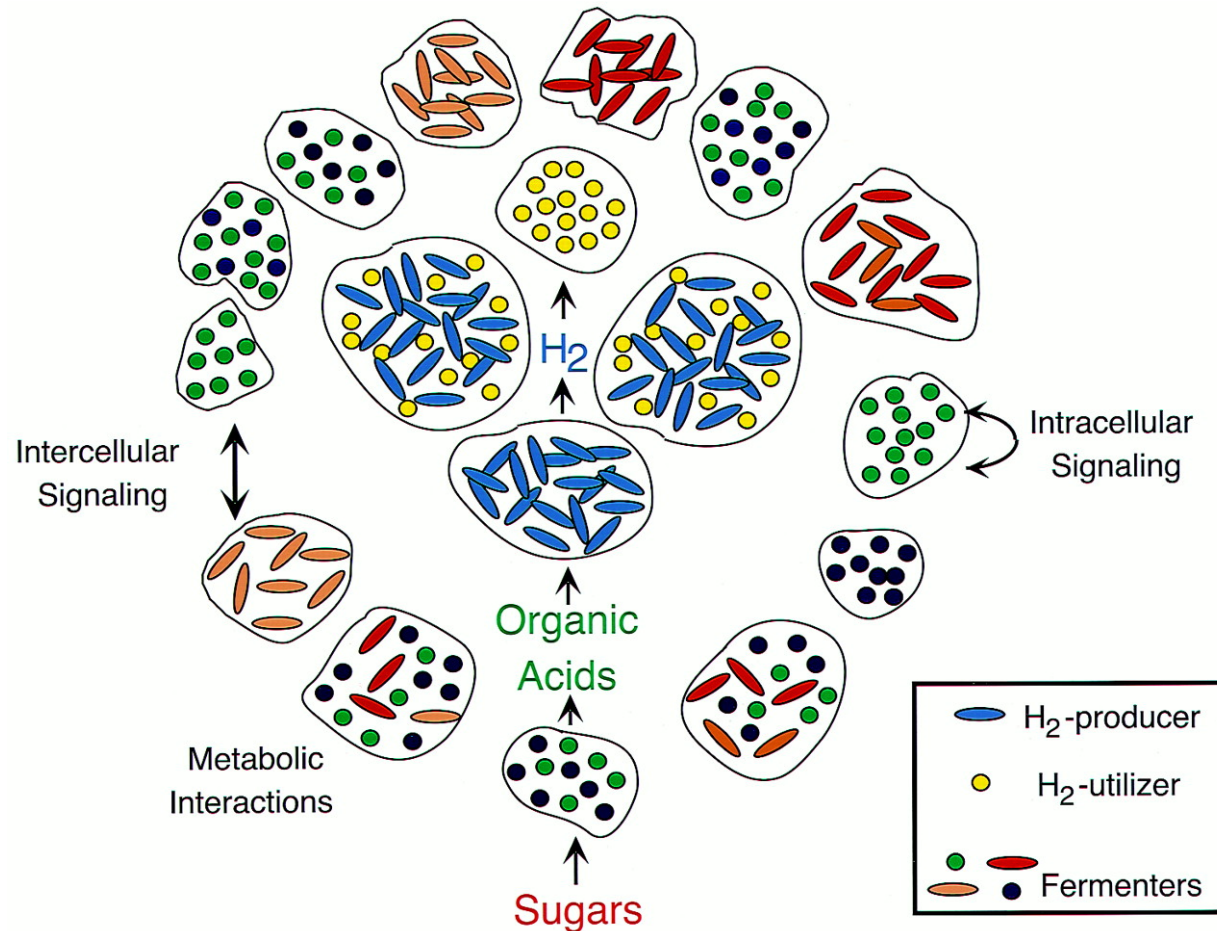 H₂
Intercellular
Signaling
Intracellular
Signaling
Organic
Acids
Metabolic
Interactions
Sugars
H₂-producer
H₂-utilizer
Fermenters